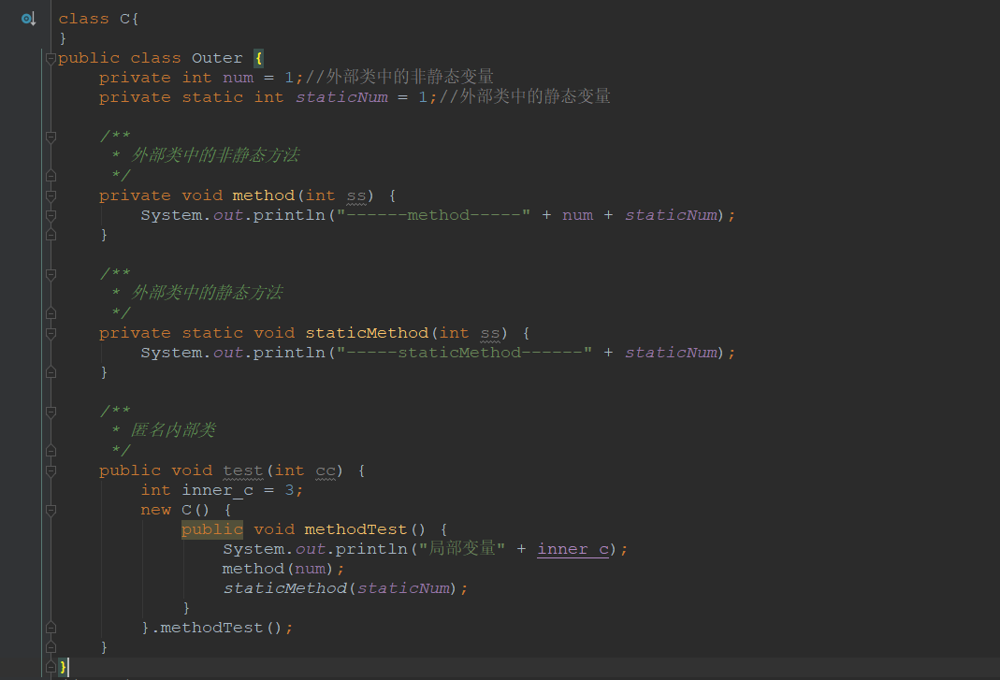 class C{
}
public class Outer {
    private int num = 1;//外部类中的非静态变量
    private static int staticNum = 1;//外部类中的静态变量
    /**
     * 外部类中的非静态方法
     */
    private void method(int ss) {
        System.out.println("------method-----" + num + staticNum);
    }
    /**
     * 外部类中的静态方法
     */
    private static void staticMethod(int ss) {
        System.out.println("-----staticMethod------" + staticNum);
    }
    /**
     * 匿名内部类
     */
    public void test(int cc) {
        int inner_c = 3;
        new C() {
            public void methodTest() {
                System.out.println("局部变量" + inner_c);
                method(num);
                staticMethod(staticNum);
            }
        }.methodTest();
    }
}